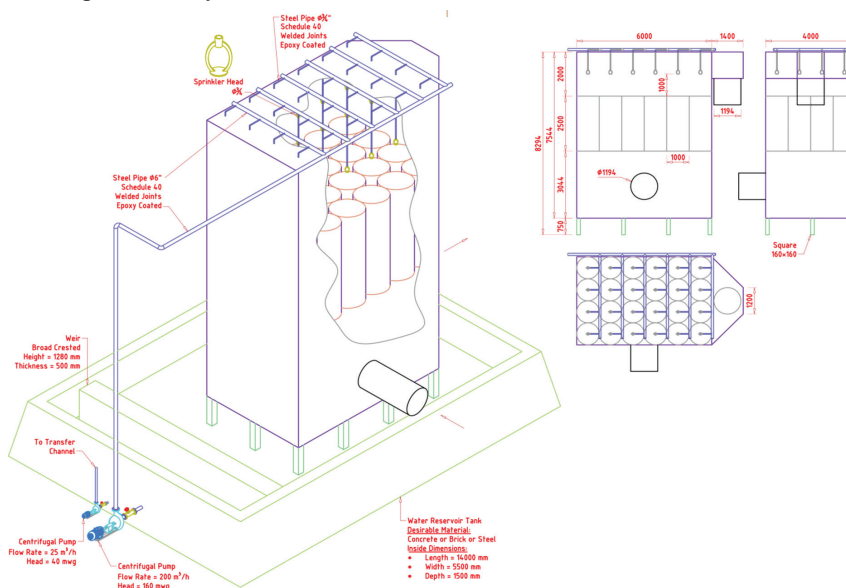 Steel Pipe ø¾"
Schedule 40
Welded Joints
Epoxy Coated
Sprinkler Head
ø¾
Steel Pipe ø6"
Schedule 40
Welded Joints
Epoxy Coated
Weir
Broad Crested
Height = 1280 mm
Thickness = 500 mm
To Transfer
Channel
Centrifugal Pump
Flow Rate = 25 m³/h
Head = 40 mwg
Centrifugal Pump
Flow Rate = 200 m³/h
Head = 160 mwg
Water Reservoir Tank
Desirable Material:
Concrete or Brick or Steel
Inside Dimensions:
• Length = 14000 mm
• Width = 5500 mm
• Depth = 1500 mm
6000
1400
4000
2000
1000
1194
2500
7544
8294
1000
ø1194
3044
750
Square
160×160
1200